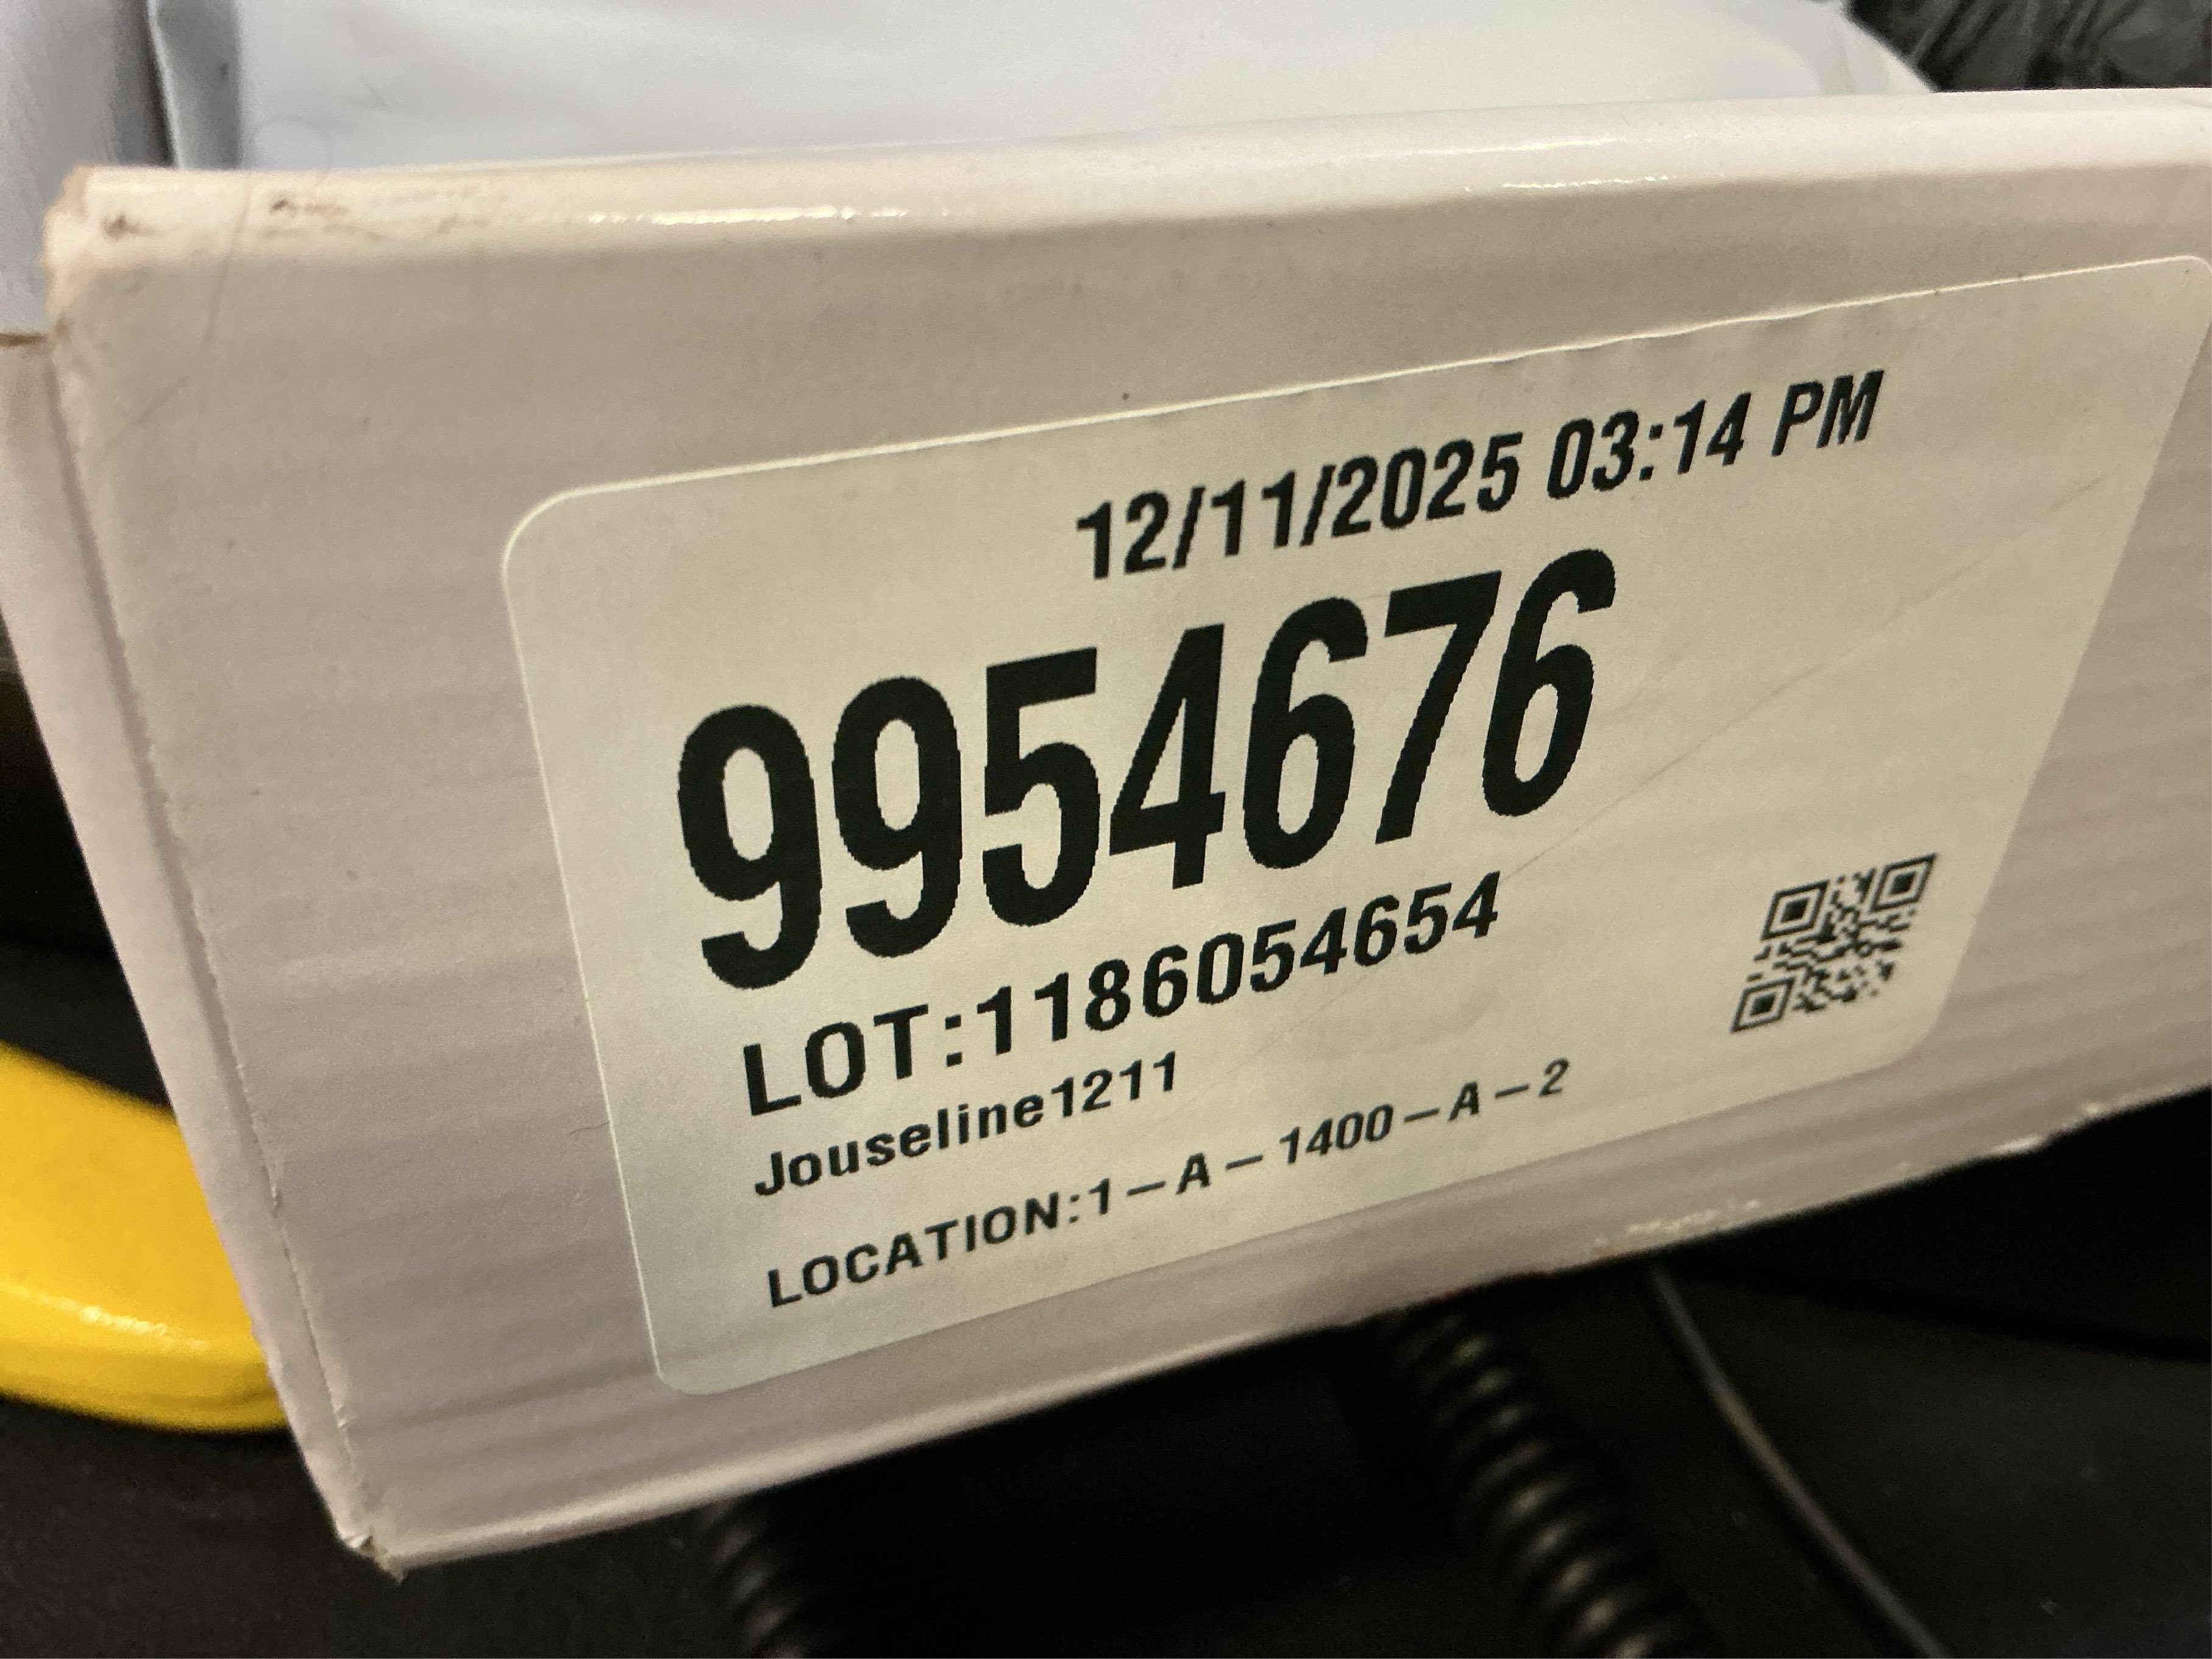 12/11/2025 03:14 PM
9954676
LOT:1186054654
Jouseline1211
LOCATION:1-A-1400-A-2